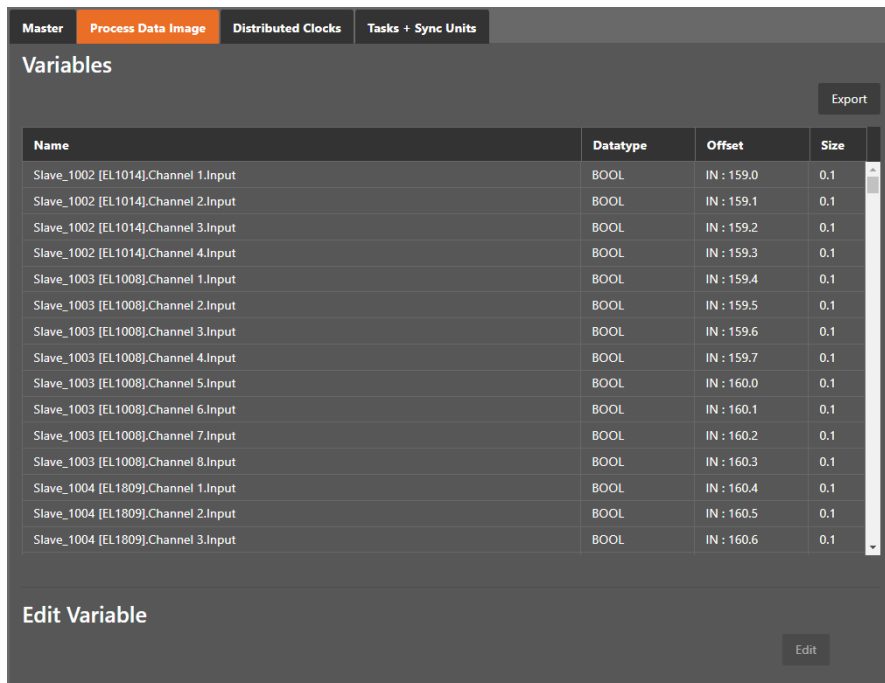 Master Process Data Image Distributed Clocks Tasks + Sync Units
Variables
Export
Name Datatype Offset Size
Slave_1002 [EL1014].Channel 1.Input BOOL IN : 159.0 0.1
Slave_1002 [EL1014].Channel 2.Input BOOL IN : 159.1 0.1
Slave_1002 [EL1014].Channel 3.Input BOOL IN : 159.2 0.1
Slave_1002 [EL1014].Channel 4.Input BOOL IN : 159.3 0.1
Slave_1003 [EL1008].Channel 1.Input BOOL IN : 159.4 0.1
Slave_1003 [EL1008].Channel 2.Input BOOL IN : 159.5 0.1
Slave_1003 [EL1008].Channel 3.Input BOOL IN : 159.6 0.1
Slave_1003 [EL1008].Channel 4.Input BOOL IN : 159.7 0.1
Slave_1003 [EL1008].Channel 5.Input BOOL IN : 160.0 0.1
Slave_1003 [EL1008].Channel 6.Input BOOL IN : 160.1 0.1
Slave_1003 [EL1008].Channel 7.Input BOOL IN : 160.2 0.1
Slave_1003 [EL1008].Channel 8.Input BOOL IN : 160.3 0.1
Slave_1004 [EL1809].Channel 1.Input BOOL IN : 160.4 0.1
Slave_1004 [EL1809].Channel 2.Input BOOL IN : 160.5 0.1
Slave_1004 [EL1809].Channel 3.Input BOOL IN : 160.6 0.1
Edit Variable
Edit